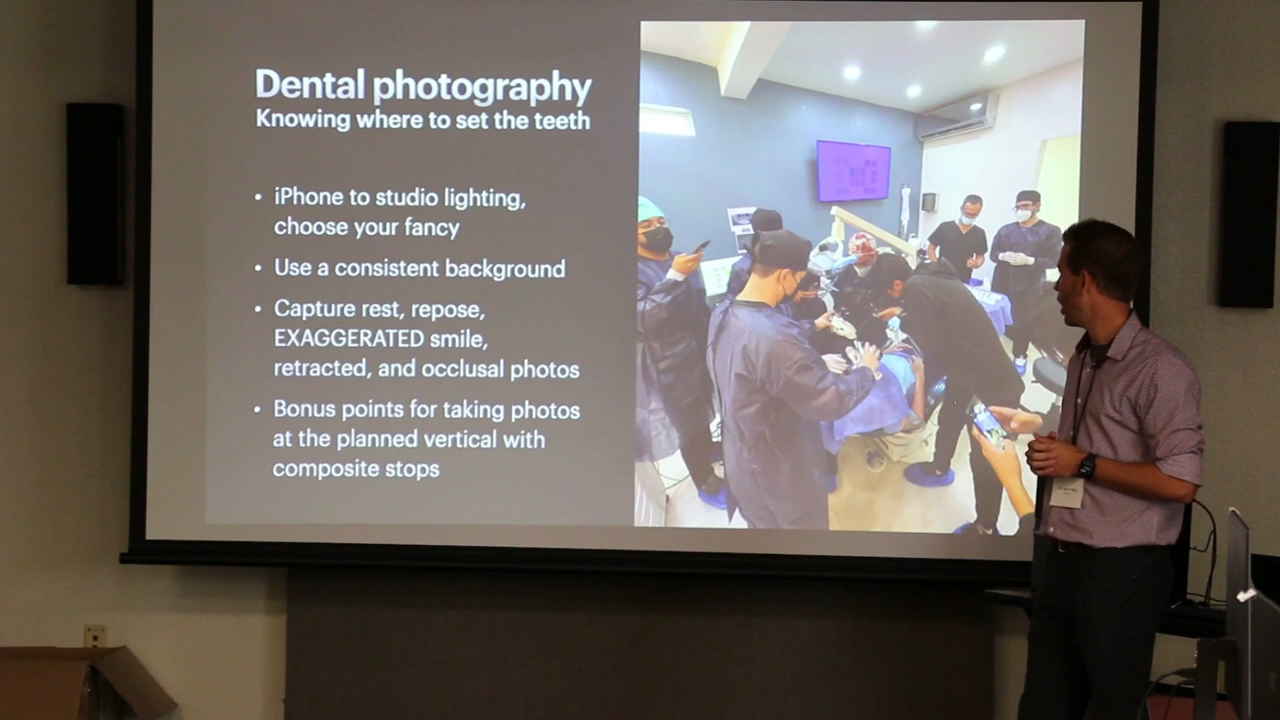 Dental photography
Knowing where to set the teeth
• iPhone to studio lighting,
choose your fancy
• Use a consistent background
• Capture rest, repose,
EXAGGERATED smile,
retracted, and occlusal photos
• Bonus points for taking photos
at the planned vertical with
composite stops